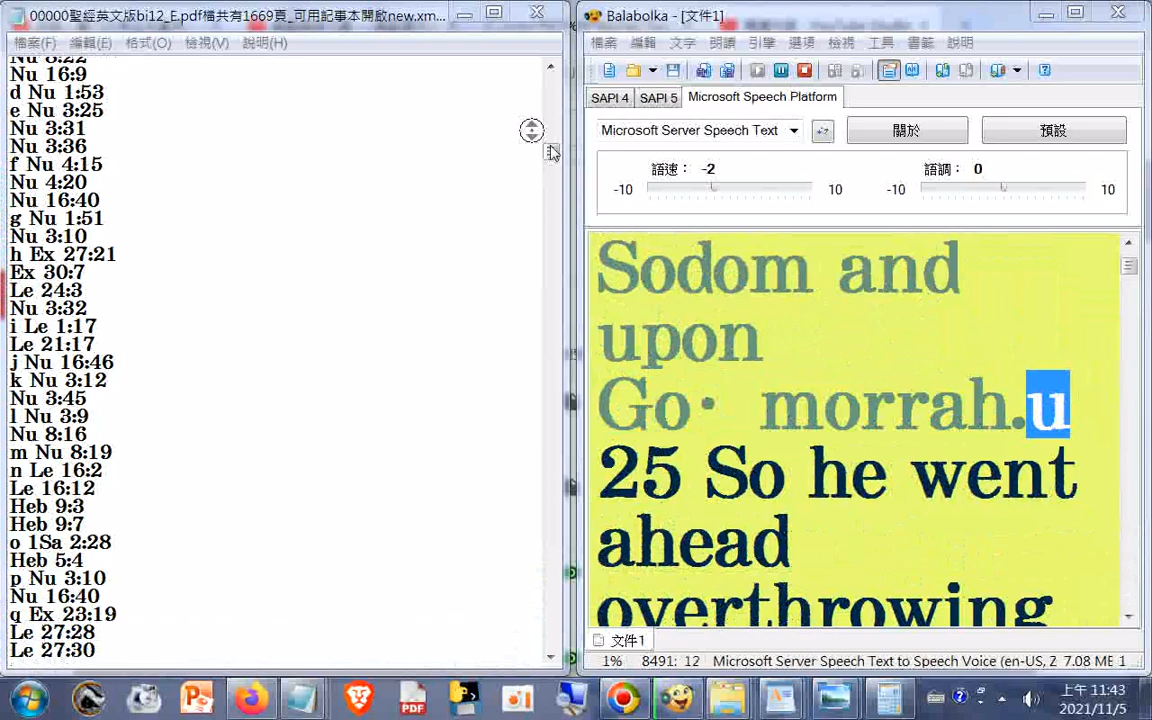 00000聖經英文版bi12_E.pdf檔共有1669頁_可用記事本開啟new.xm...
檔案(F) 編輯(E) 格式(O) 檢視(V) 說明(H)
Nu 8:22
Nu 16:9
d Nu 1:53
e Nu 3:25
Nu 3:31
Nu 3:36
f Nu 4:15
Nu 4:20
Nu 16:40
g Nu 1:51
Nu 3:10
h Ex 27:21
Ex 30:7
Le 24:3
Nu 3:32
i Le 1:17
Le 21:17
j Nu 16:46
k Nu 3:12
Nu 3:45
l Nu 3:9
Nu 8:16
m Nu 8:19
n Le 16:2
Le 16:12
Heb 9:3
Heb 9:7
o 1Sa 2:28
Heb 5:4
p Nu 3:10
Nu 16:40
q Ex 23:19
Le 27:28
Le 27:30
Balabolka - [文件1]
檔案 編輯 文字 朗讀 引擎 選項 檢視 工具 書籤 說明
SAPI 4 SAPI 5 Microsoft Speech Platform
Microsoft Server Speech Text 關於 預設
語速： -2 語調： 0
-10 10 -10 10
Sodom and
upon
Go· morrah.u
25 So he went
ahead
overthrowing
文件1
1% 8491: 12 Microsoft Server Speech Text to Speech Voice (en-US, Z 7.08 ME 1
上午 11:43
2021/11/5